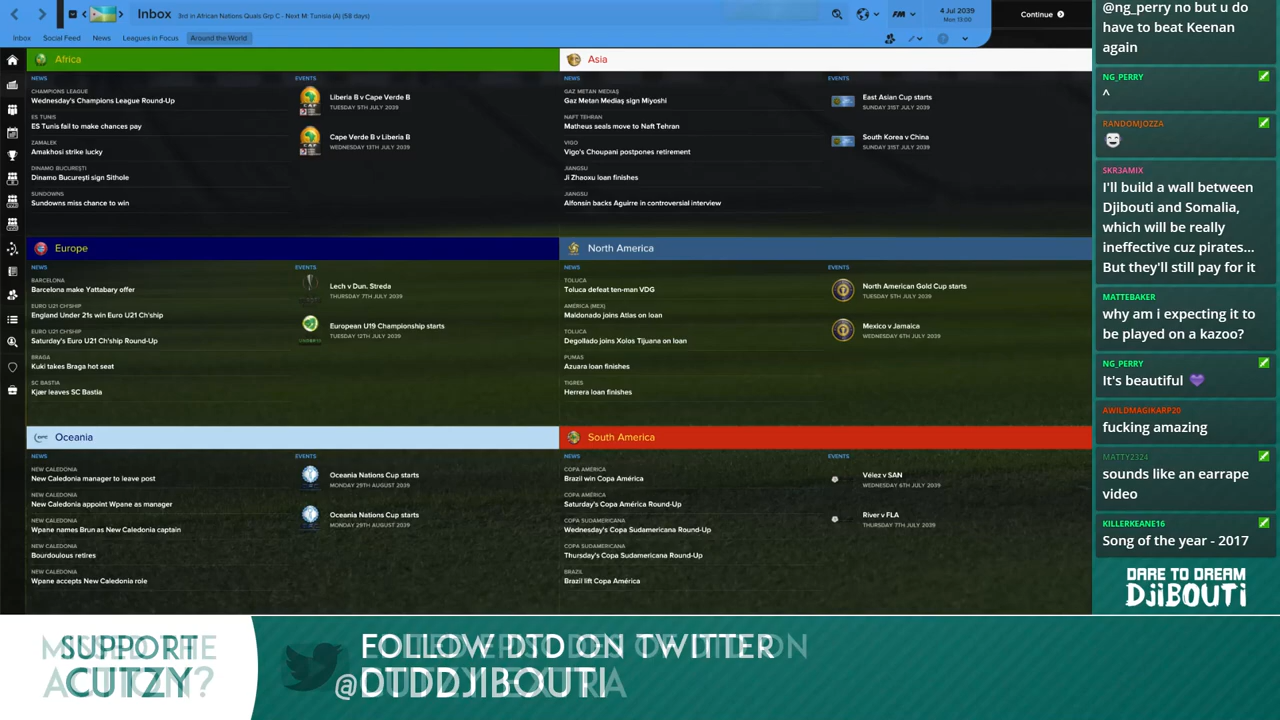 Inbox
3rd in African Nations Quals Grp C - Next M: Tunisia (A) (58 days)
FM
4 Jul 2039
Mon 13:00
Continue
Inbox
Social Feed
News
Leagues in Focus
Around the World
Africa
NEWS
CHAMPIONS LEAGUE
Wednesday's Champions League Round-Up
ES TUNIS
ES Tunis fail to make chances pay
ZAMALEK
Amakhosi strike lucky
DINAMO BUCUREȘTI
Dinamo București sign Sithole
SUNDOWNS
Sundowns miss chance to win
EVENTS
Liberia B v Cape Verde B
TUESDAY 5TH JULY 2039
Cape Verde B v Liberia B
WEDNESDAY 13TH JULY 2039
Asia
NEWS
GAZ METAN MEDIAȘ
Gaz Metan Mediaș sign Miyoshi
NAFT TEHRAN
Matheus seals move to Naft Tehran
VIGO
Vigo's Choupani postpones retirement
JIANGSU
Ji Zhaoxu loan finishes
JIANGSU
Alfonsín backs Aguirre in controversial interview
EVENTS
East Asian Cup starts
SUNDAY 31ST JULY 2039
South Korea v China
SUNDAY 31ST JULY 2039
Europe
NEWS
BARCELONA
Barcelona make Yattabary offer
EURO U21 CH'SHIP
England Under 21s win Euro U21 Ch'ship
EURO U21 CH'SHIP
Saturday's Euro U21 Ch'ship Round-Up
BRAGA
Kuki takes Braga hot seat
SC BASTIA
Kjær leaves SC Bastia
EVENTS
Lech v Dun. Streda
THURSDAY 7TH JULY 2039
European U19 Championship starts
TUESDAY 12TH JULY 2039
North America
NEWS
TOLUCA
Toluca defeat ten-man VDG
AMÉRICA (MEX)
Maldonado joins Atlas on loan
TOLUCA
Degollado joins Xolos Tijuana on loan
PUMAS
Azuara loan finishes
TIGRES
Herrera loan finishes
EVENTS
North American Gold Cup starts
TUESDAY 5TH JULY 2039
Mexico v Jamaica
WEDNESDAY 6TH JULY 2039
Oceania
NEWS
NEW CALEDONIA
New Caledonia manager to leave post
NEW CALEDONIA
New Caledonia appoint Wpane as manager
NEW CALEDONIA
Wpane names Brun as New Caledonia captain
NEW CALEDONIA
Bourdoulous retires
NEW CALEDONIA
Wpane accepts New Caledonia role
EVENTS
Oceania Nations Cup starts
MONDAY 29TH AUGUST 2039
Oceania Nations Cup starts
MONDAY 29TH AUGUST 2039
South America
NEWS
COPA AMÉRICA
Brazil win Copa América
COPA AMÉRICA
Saturday's Copa América Round-Up
COPA SUDAMERICANA
Wednesday's Copa Sudamericana Round-Up
COPA SUDAMERICANA
Thursday's Copa Sudamericana Round-Up
BRAZIL
Brazil lift Copa América
EVENTS
Vélez v SAN
WEDNESDAY 6TH JULY 2039
River v FLA
THURSDAY 7TH JULY 2039
@ng_perry no but u do
have to beat Keenan
again
NG_PERRY
^
RANDOMJOZZA
SKR3AMIX
I'll build a wall between
Djibouti and Somalia,
which will be really
ineffective cuz pirates...
But they'll still pay for it
MATTEBAKER
why am i expecting it to
be played on a kazoo?
NG_PERRY
It's beautiful 💜
AWILDMAGIKARP20
fucking amazing
MATTY2324
sounds like an earrape
video
KILLERKEANE16
Song of the year - 2017
DARE TO DREAM
DJiBOUTi
MISSED THE
ACTION?
SUPPORT
CUTZY
FOLLOW DTD ON TWITTER
@DTDDJIBOUTI